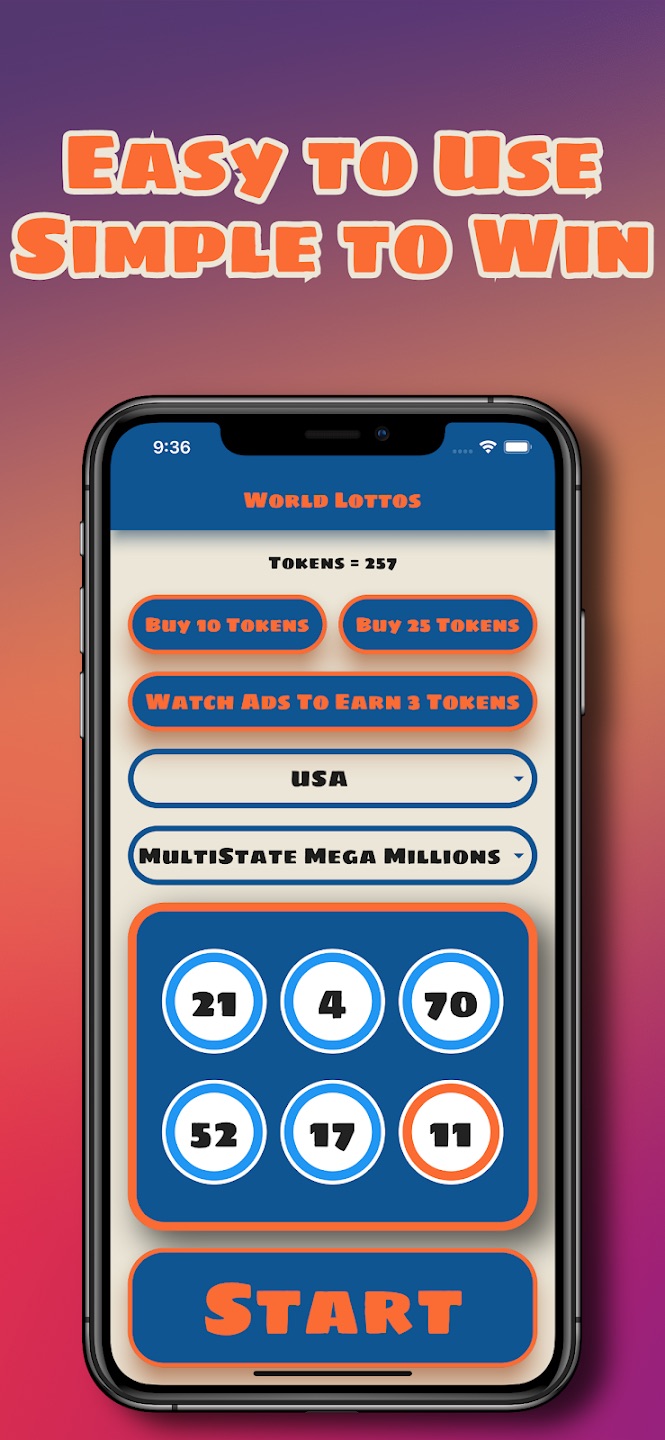 Easy to Use
Simple to Win
9:36
World Lottos
Tokens = 257
Buy 10 Tokens
Buy 25 Tokens
Watch Ads To Earn 3 Tokens
USA
MultiState Mega Millions
21 4 70
52 17 11
Start